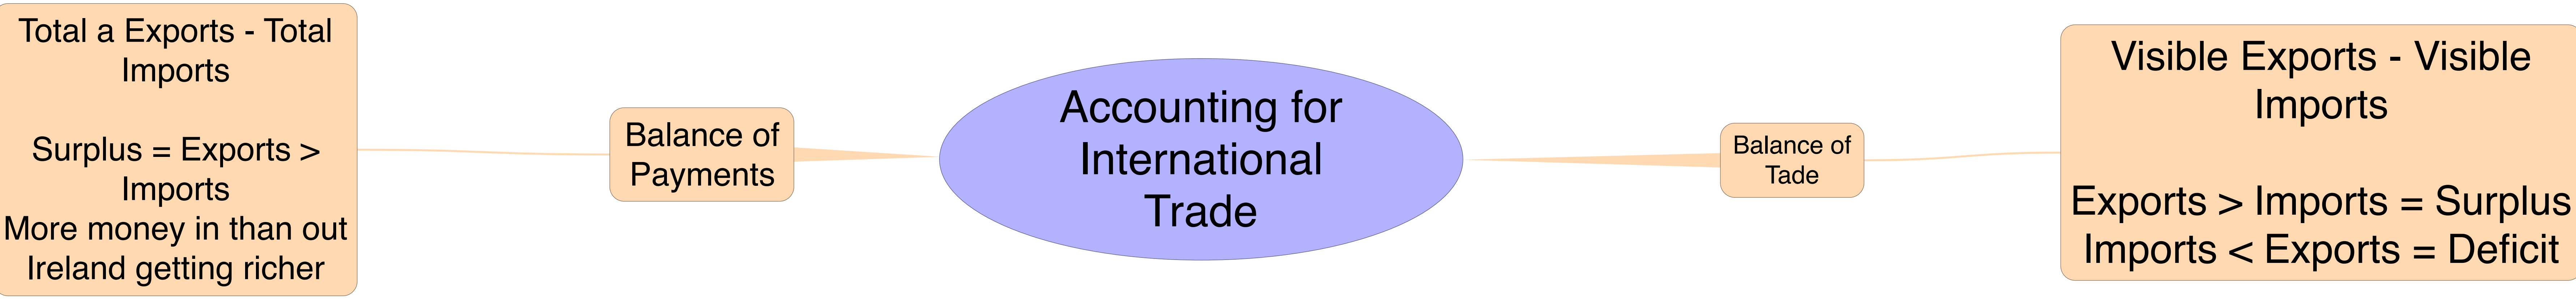 Total a Exports - Total
Imports
Surplus = Exports >
Imports
More money in than out
Ireland getting richer
Balance of
Payments
Accounting for
International
Trade
Balance of
Tade
Visible Exports - Visible
Imports
Exports > Imports = Surplus
Imports < Exports = Deficit